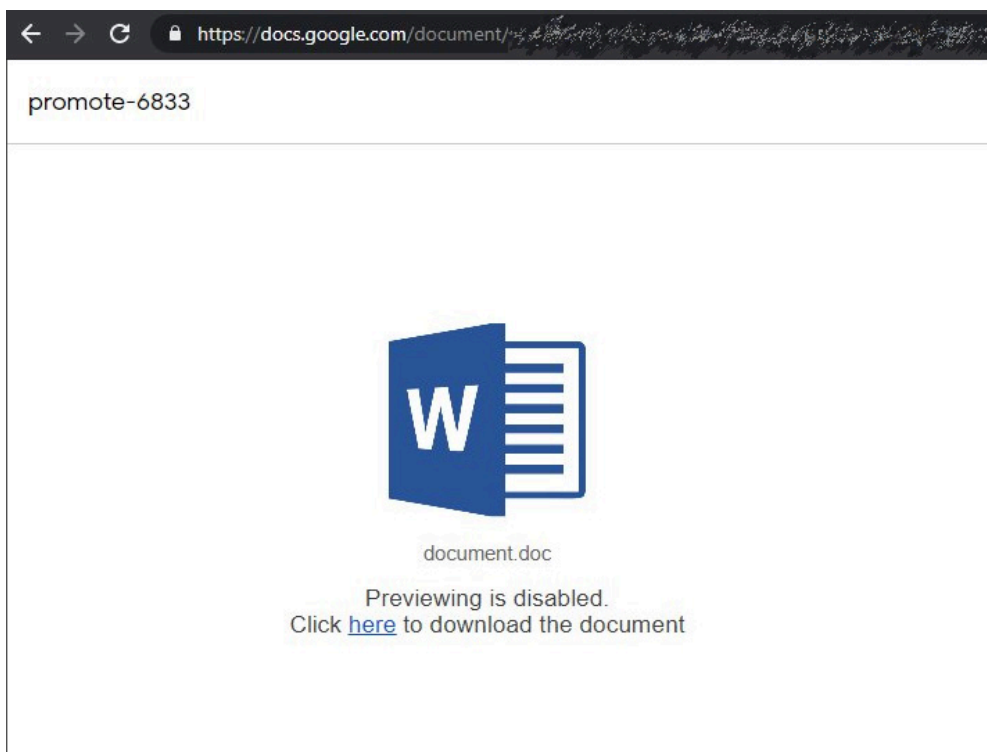 https://docs.google.com/document/
promote-6833
W
document.doc
Previewing is disabled.
Click here to download the document